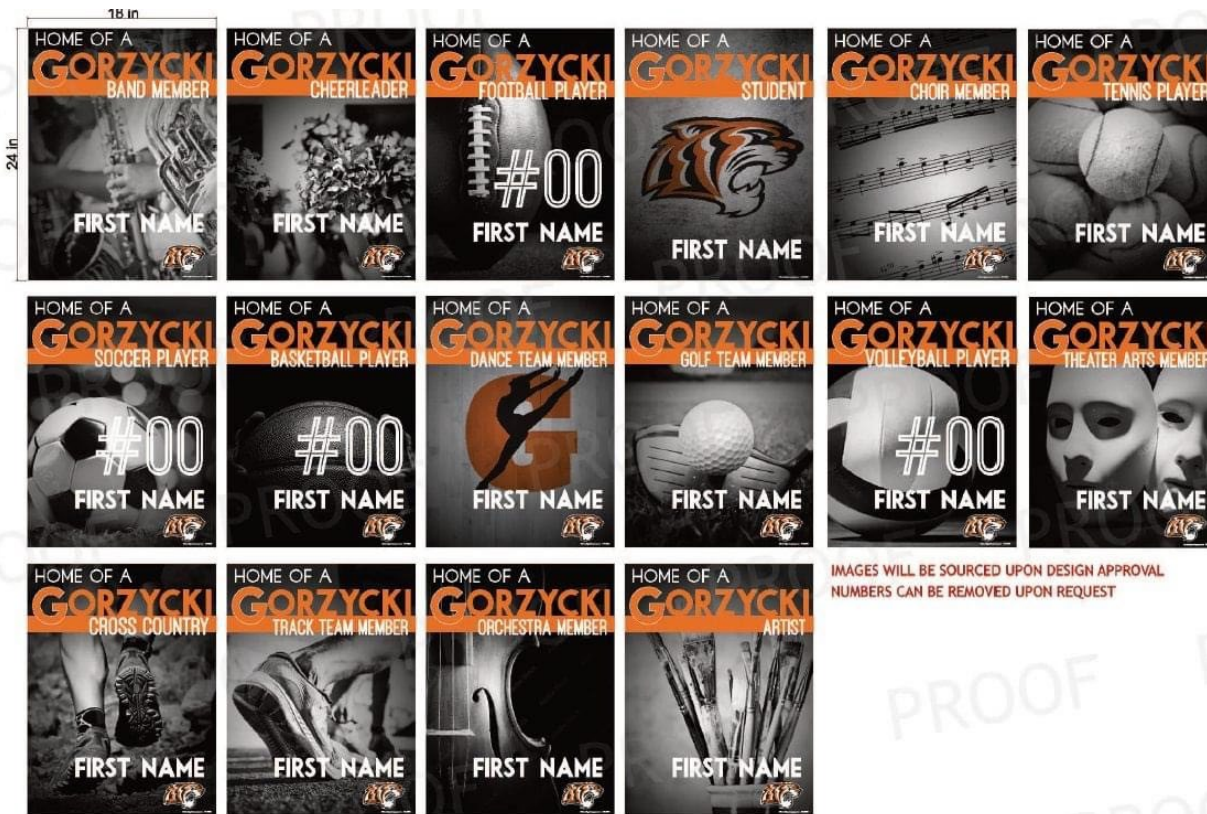 18 in
24 in
HOME OF A
GORZYCKI
BAND MEMBER
FIRST NAME
HOME OF A
GORZYCKI
CHEERLEADER
FIRST NAME
HOME OF A
GORZYCKI
FOOTBALL PLAYER
#00
FIRST NAME
HOME OF A
GORZYCKI
STUDENT
FIRST NAME
HOME OF A
GORZYCKI
CHOIR MEMBER
FIRST NAME
HOME OF A
GORZYCKI
TENNIS PLAYER
FIRST NAME
HOME OF A
GORZYCKI
SOCCER PLAYER
#00
FIRST NAME
HOME OF A
GORZYCKI
BASKETBALL PLAYER
#00
FIRST NAME
HOME OF A
GORZYCKI
DANCE TEAM MEMBER
G
FIRST NAME
HOME OF A
GORZYCKI
GOLF TEAM MEMBER
FIRST NAME
HOME OF A
GORZYCKI
VOLLEYBALL PLAYER
#00
FIRST NAME
HOME OF A
GORZYCKI
THEATER ARTS MEMBER
FIRST NAME
HOME OF A
GORZYCKI
CROSS COUNTRY
FIRST NAME
HOME OF A
GORZYCKI
TRACK TEAM MEMBER
FIRST NAME
HOME OF A
GORZYCKI
ORCHESTRA MEMBER
FIRST NAME
HOME OF A
GORZYCKI
ARTIST
FIRST NAME
IMAGES WILL BE SOURCED UPON DESIGN APPROVAL
NUMBERS CAN BE REMOVED UPON REQUEST
PROOF